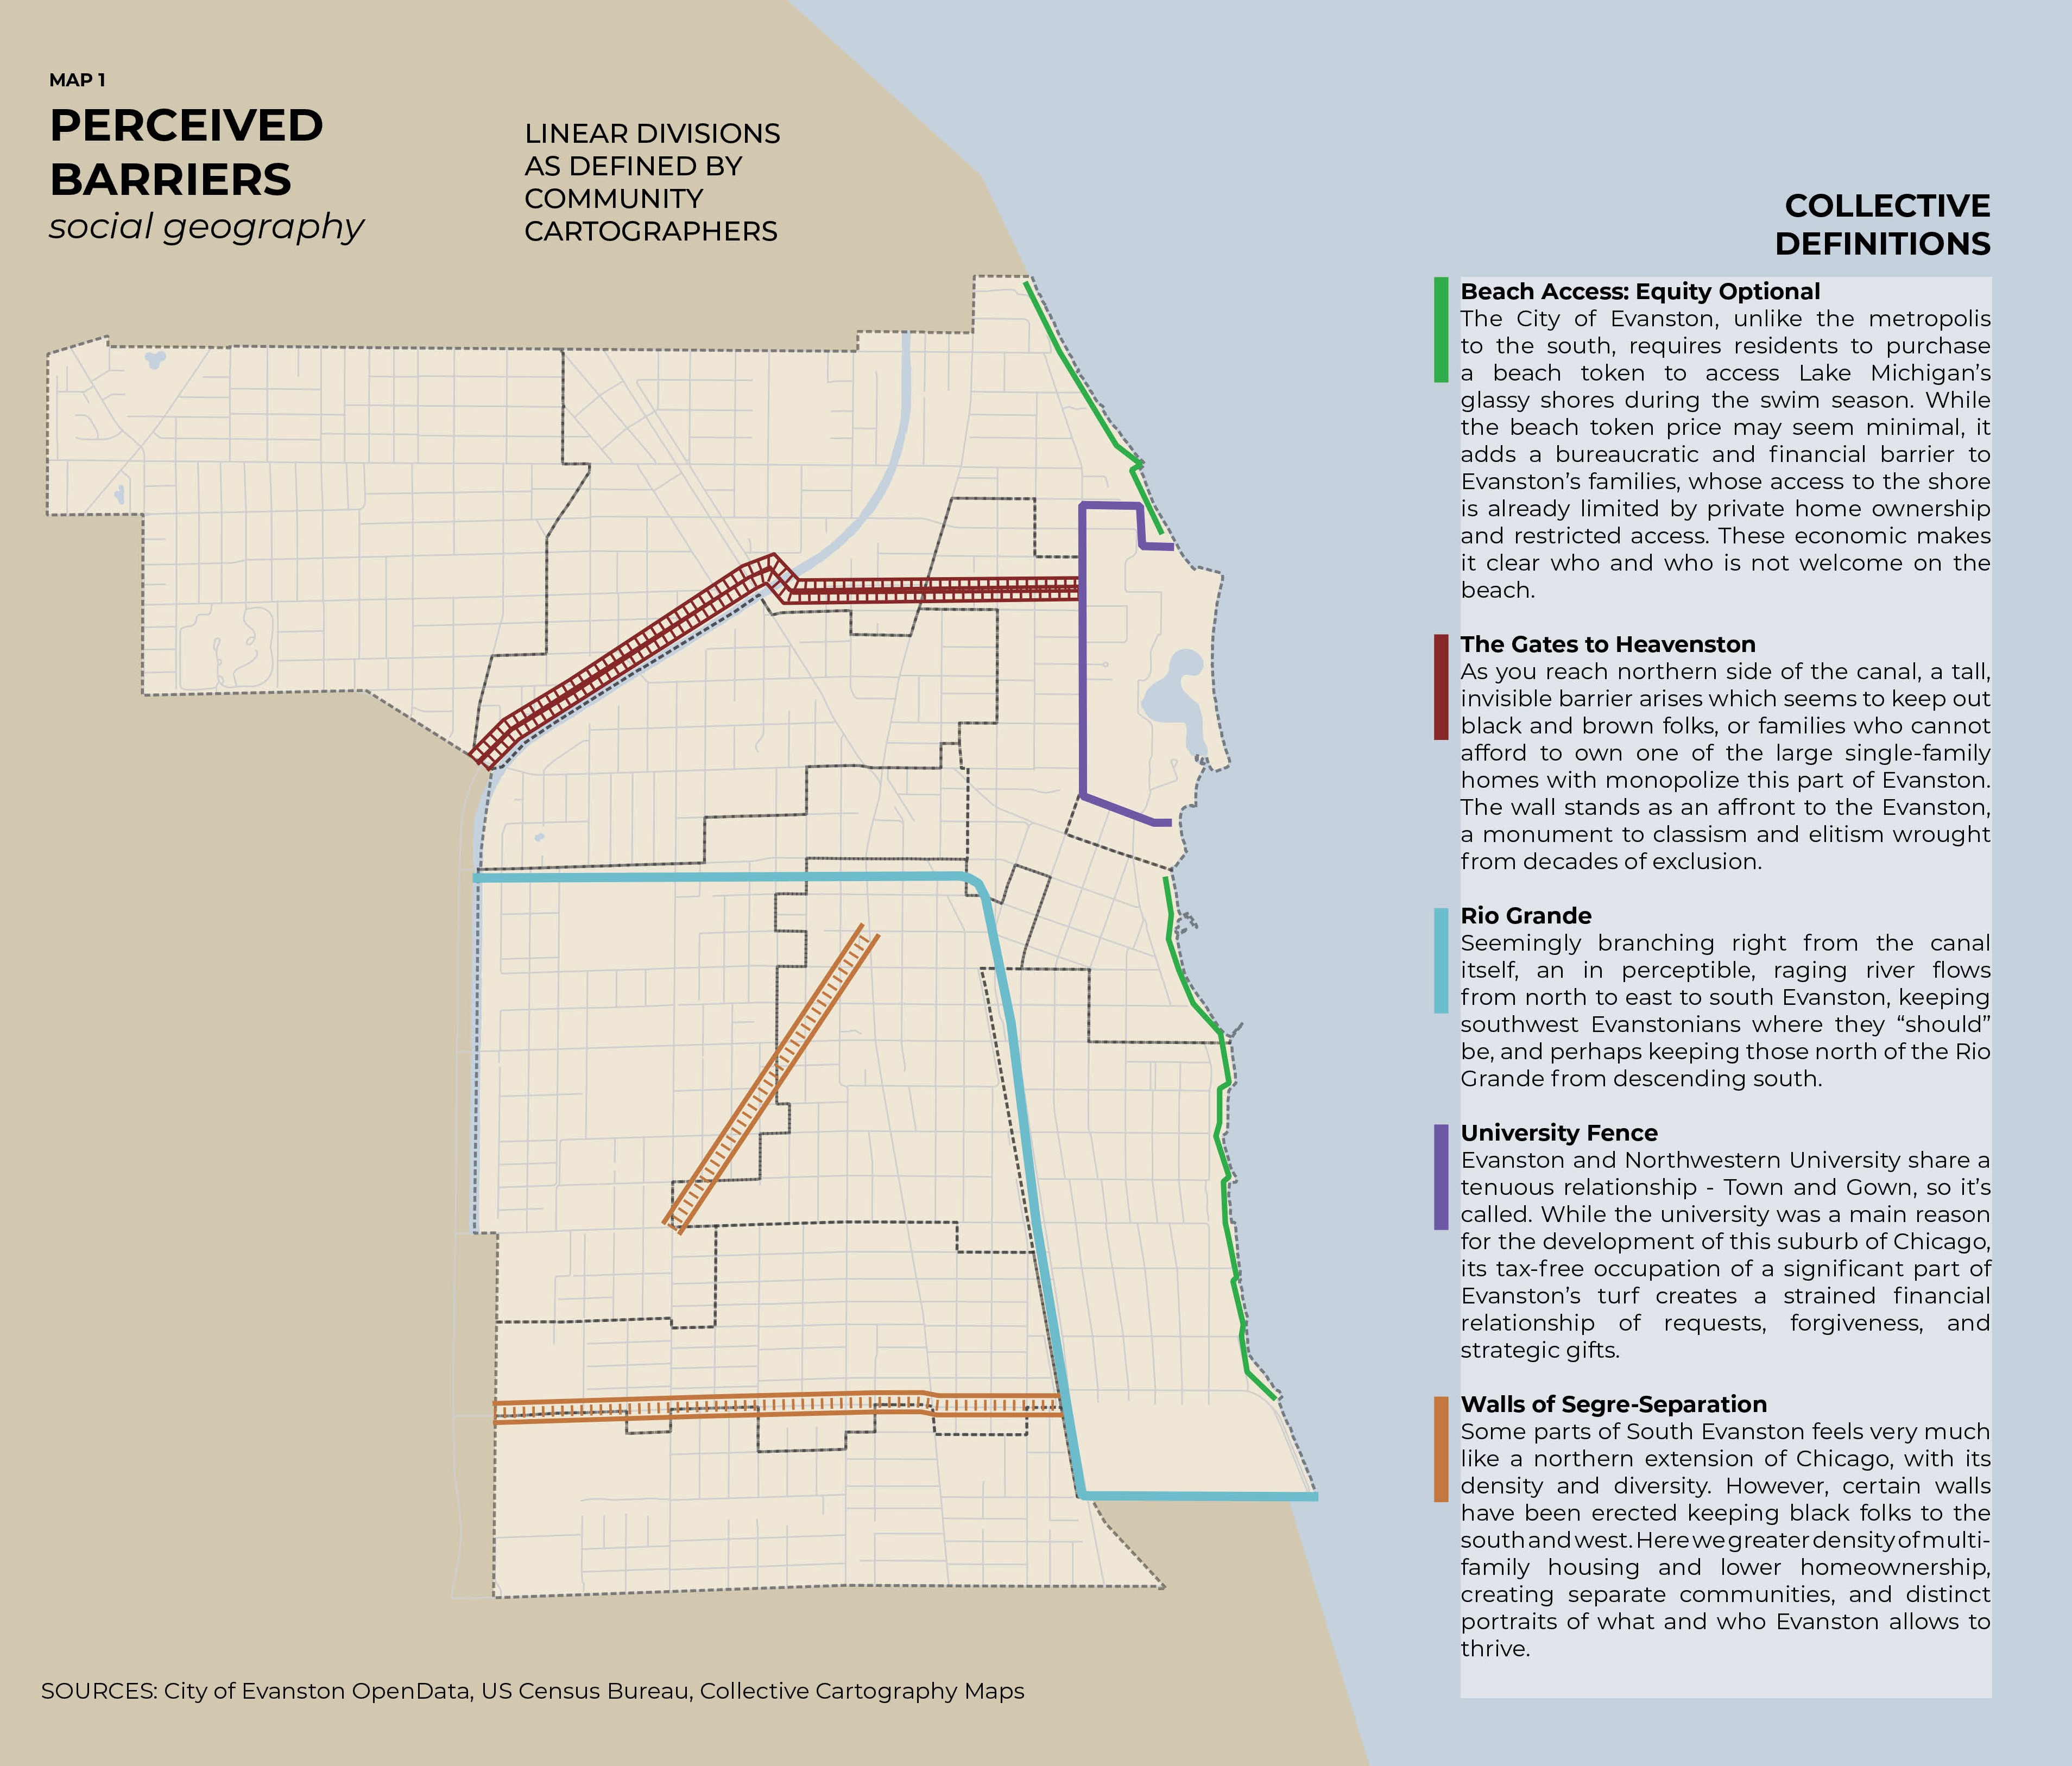 MAP 1
PERCEIVED
BARRIERS
social geography
LINEAR DIVISIONS
AS DEFINED BY
COMMUNITY
CARTOGRAPHERS
COLLECTIVE
DEFINITIONS
Beach Access: Equity Optional
The City of Evanston, unlike the metropolis
to the south, requires residents to purchase
a beach token to access Lake Michigan’s
glassy shores during the swim season. While
the beach token price may seem minimal, it
adds a bureaucratic and financial barrier to
Evanston’s families, whose access to the shore
is already limited by private home ownership
and restricted access. These economic makes
it clear who and who is not welcome on the
beach.
The Gates to Heavenston
As you reach northern side of the canal, a tall,
invisible barrier arises which seems to keep out
black and brown folks, or families who cannot
afford to own one of the large single-family
homes with monopolize this part of Evanston.
The wall stands as an affront to the Evanston,
a monument to classism and elitism wrought
from decades of exclusion.
Rio Grande
Seemingly branching right from the canal
itself, an in perceptible, raging river flows
from north to east to south Evanston, keeping
southwest Evanstonians where they “should”
be, and perhaps keeping those north of the Rio
Grande from descending south.
University Fence
Evanston and Northwestern University share a
tenuous relationship - Town and Gown, so it’s
called. While the university was a main reason
for the development of this suburb of Chicago,
its tax-free occupation of a significant part of
Evanston’s turf creates a strained financial
relationship of requests, forgiveness, and
strategic gifts.
Walls of Segre-Separation
Some parts of South Evanston feels very much
like a northern extension of Chicago, with its
density and diversity. However, certain walls
have been erected keeping black folks to the
south and west. Here we greater density of multi-
family housing and lower homeownership,
creating separate communities, and distinct
portraits of what and who Evanston allows to
thrive.
SOURCES: City of Evanston OpenData, US Census Bureau, Collective Cartography Maps